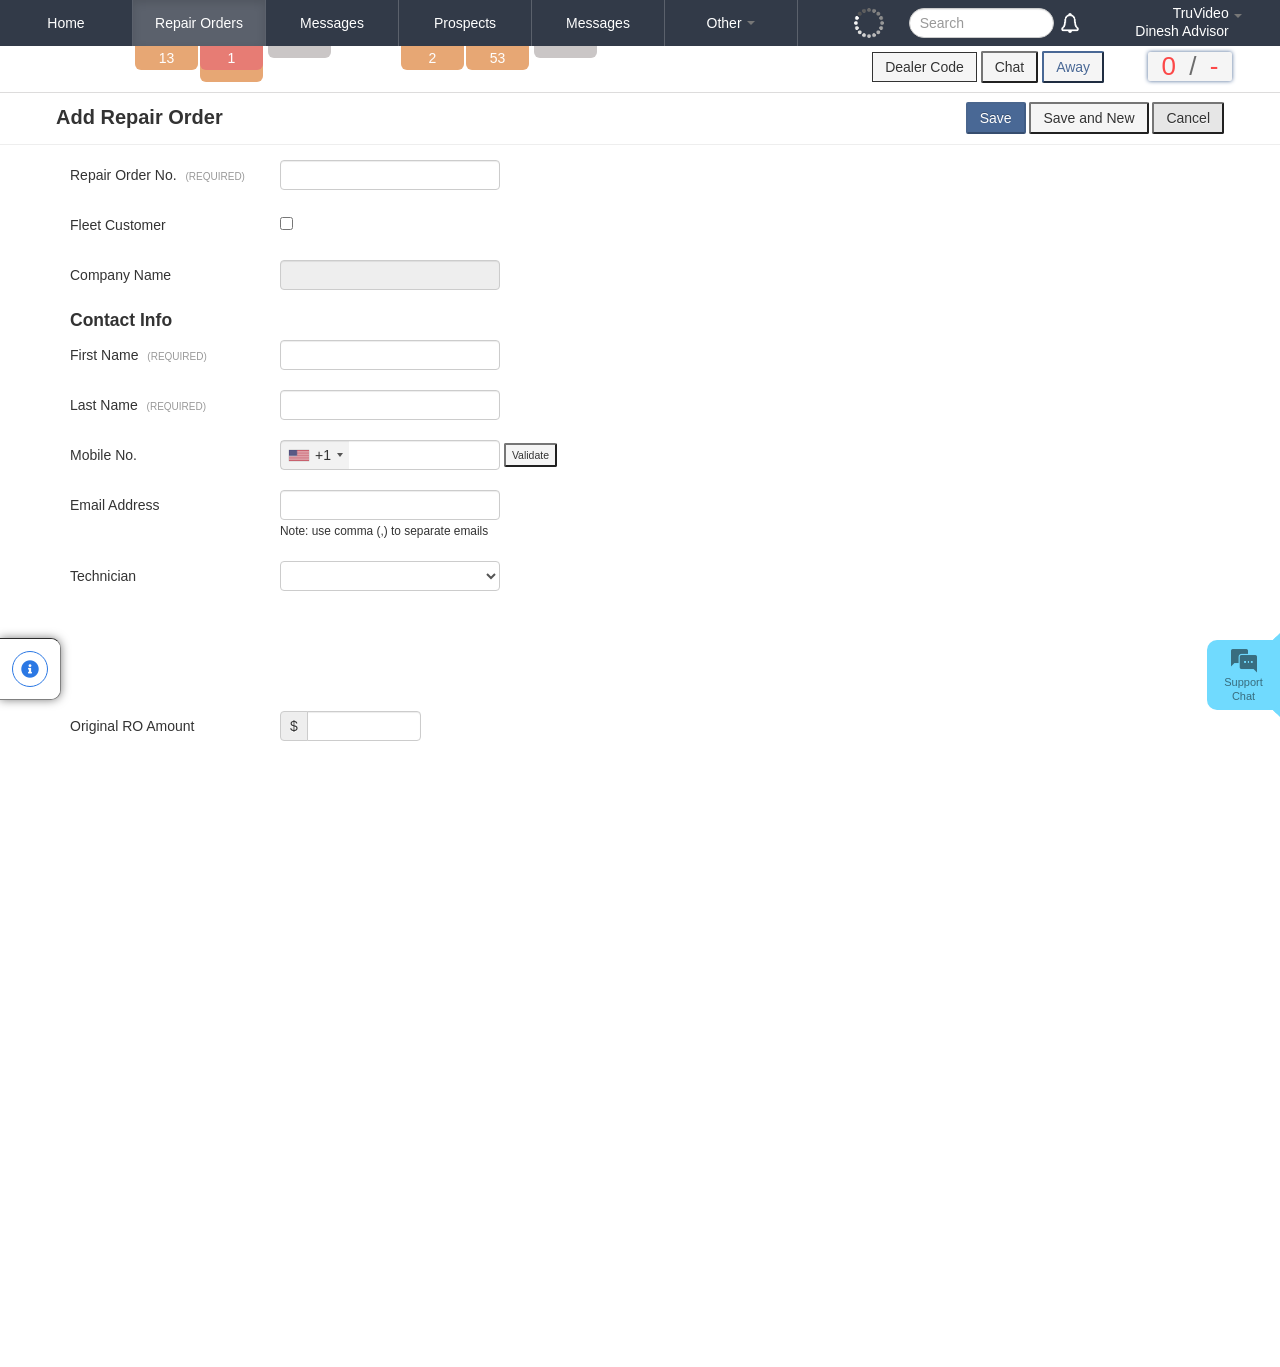 Home
Repair Orders
Messages
Prospects
Messages
Other
Search
TruVideo
Dinesh Advisor
13
1
2
53
Dealer Code
Chat
Away
0 / -
Add Repair Order
Save
Save and New
Cancel
Repair Order No. (REQUIRED)
Fleet Customer
Company Name
Contact Info
First Name (REQUIRED)
Last Name (REQUIRED)
Mobile No.
+1
Validate
Email Address
Note: use comma (,) to separate emails
Technician
Support
Chat
Original RO Amount
$